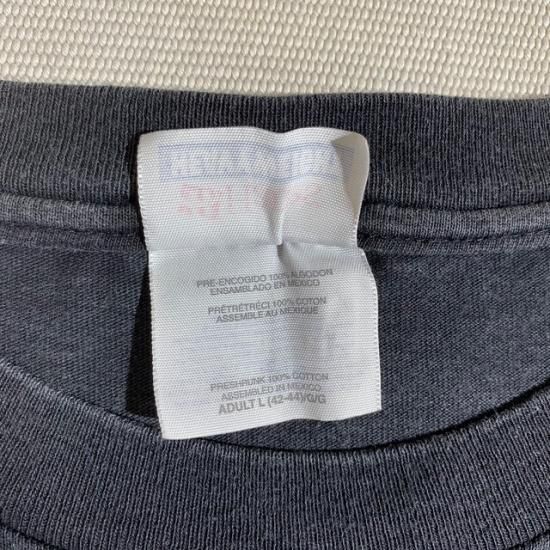 PRE-ENCOGIDO 100% ALGODON
ENSAMBLADO EN MEXICO
PRÉTRÉTRÉCI 100% COTON
ASSEMBLE AU MEXIQUE
PRESHRUNK 100% COTTON
ASSEMBLED IN MEXICO
ADULT L (42-44)/G/G